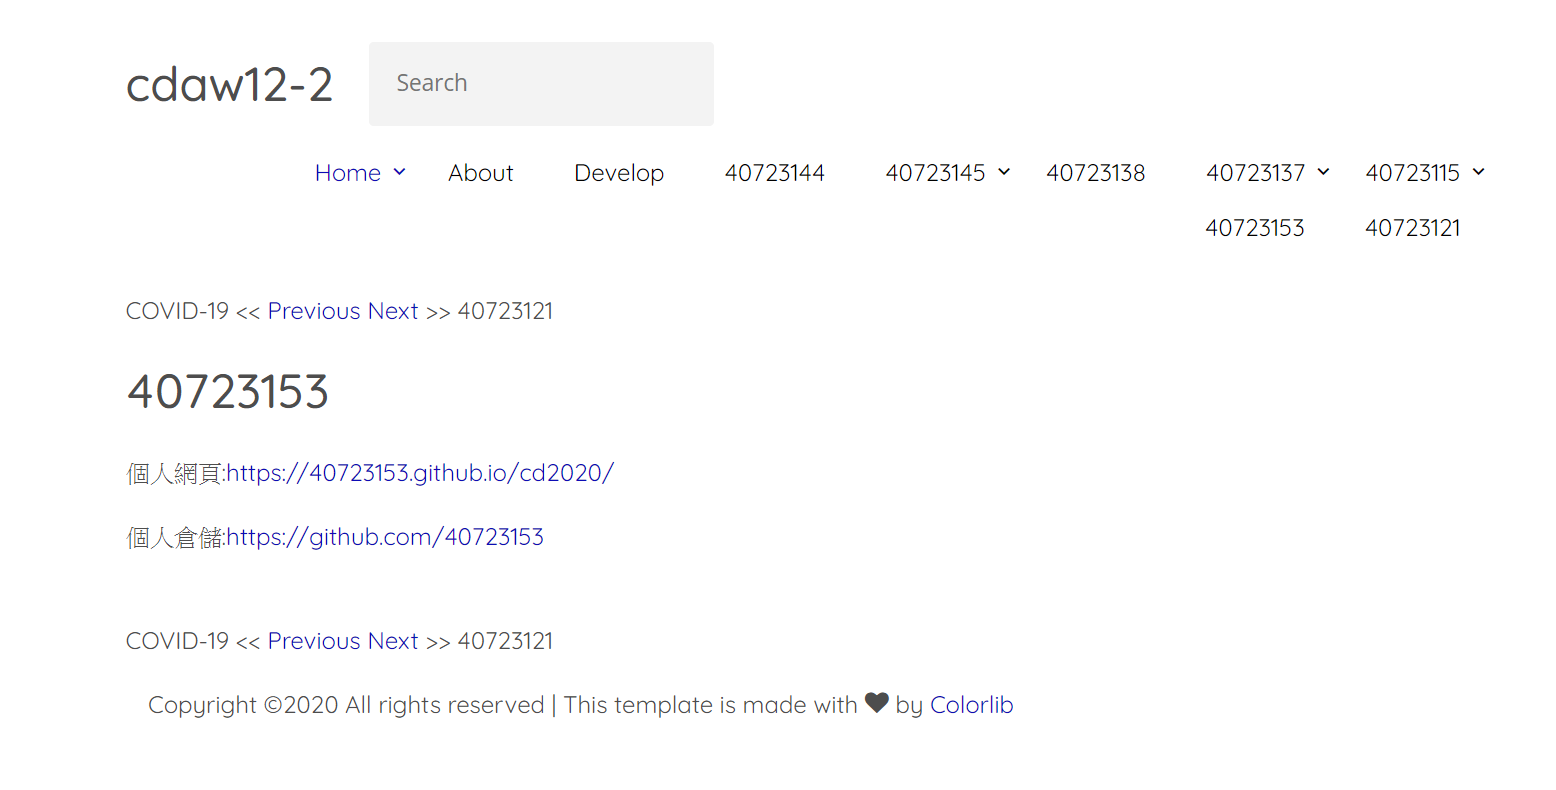 cdaw12-2 Search
Home About Develop 40723144 40723145 40723138 40723137 40723115
40723153 40723121
COVID-19 << Previous Next >> 40723121
40723153
個人網頁:https://40723153.github.io/cd2020/
個人倉儲:https://github.com/40723153
COVID-19 << Previous Next >> 40723121
Copyright ©2020 All rights reserved | This template is made with ♥ by Colorlib